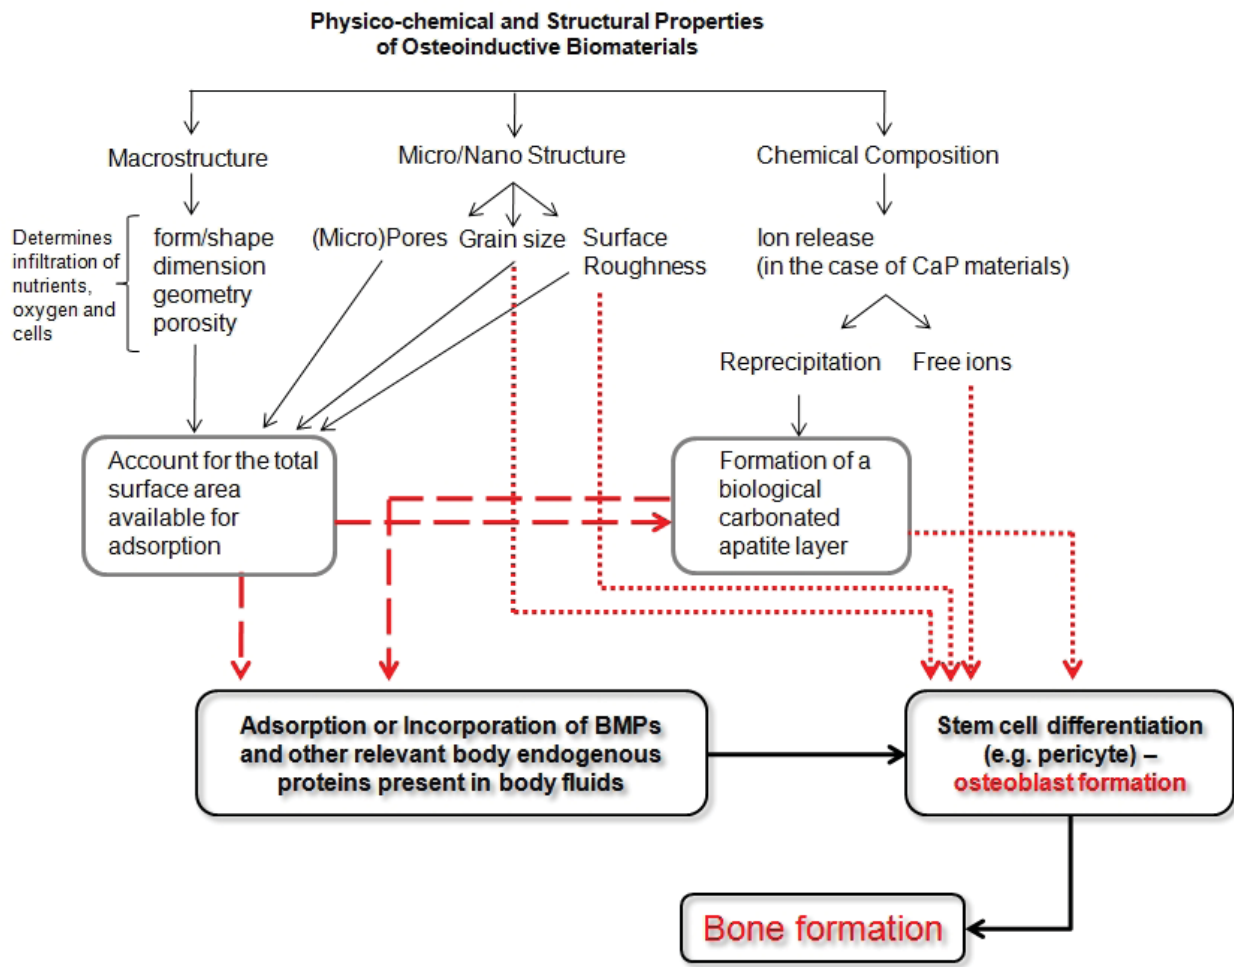 Physico-chemical and Structural Properties
of Osteoinductive Biomaterials
Macrostructure
Micro/Nano Structure
Chemical Composition
Determines
infiltration of
nutrients,
oxygen and
cells
form/shape
dimension
geometry
porosity
(Micro)Pores
Grain size
Surface
Roughness
Ion release
(in the case of CaP materials)
Reprecipitation
Free ions
Account for the total
surface area
available for
adsorption
Formation of a
biological
carbonated
apatite layer
Adsorption or Incorporation of BMPs
and other relevant body endogenous
proteins present in body fluids
Stem cell differentiation
(e.g. pericyte) –
osteoblast formation
Bone formation